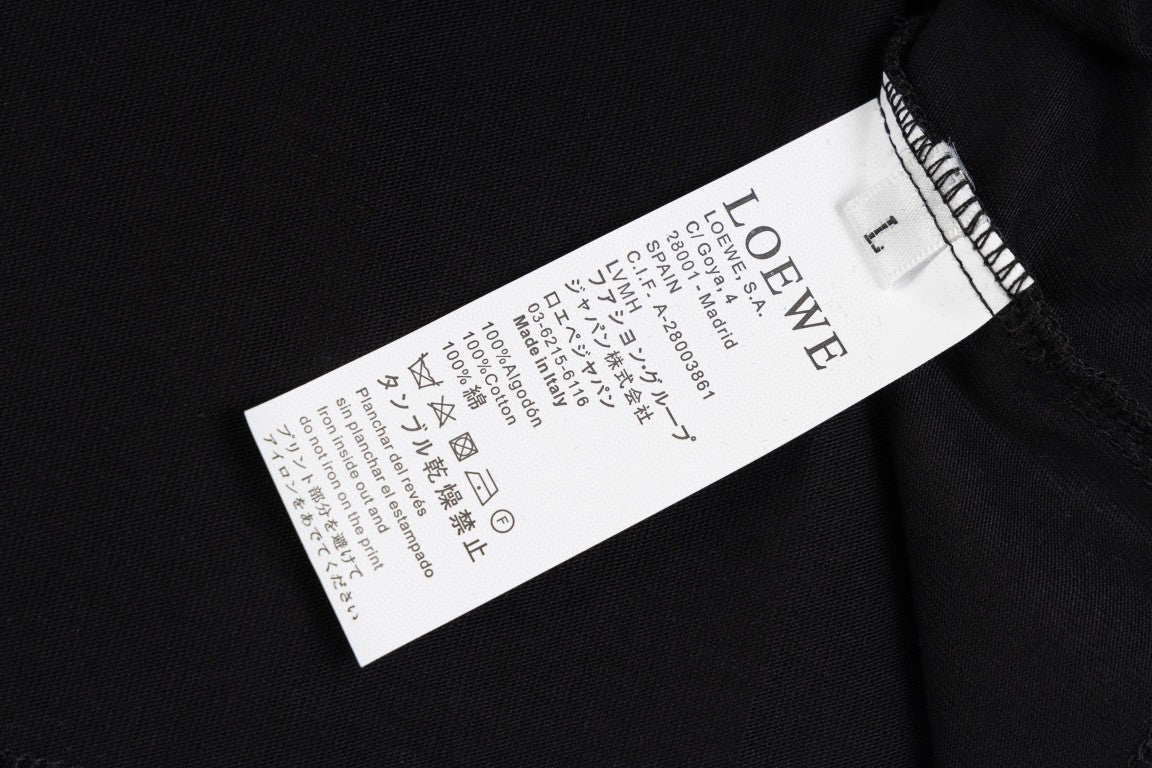 L
LOEWE
LOEWE, S.A.
C/ Goya, 4
28001 - Madrid
SPAIN
C.I.F. A-28003861
LVMH
ファション・グループ
ジャパン株式会社
ロエベジャパン
03-6215-6116
Made in Italy
100%Algodón
100%Cotton
100%綿
F
タンブル乾燥禁止
Planchar del revés
sin planchar el estampado
Iron inside out and
do not iron on the print
プリント部分を避けて
アイロンをあでてください